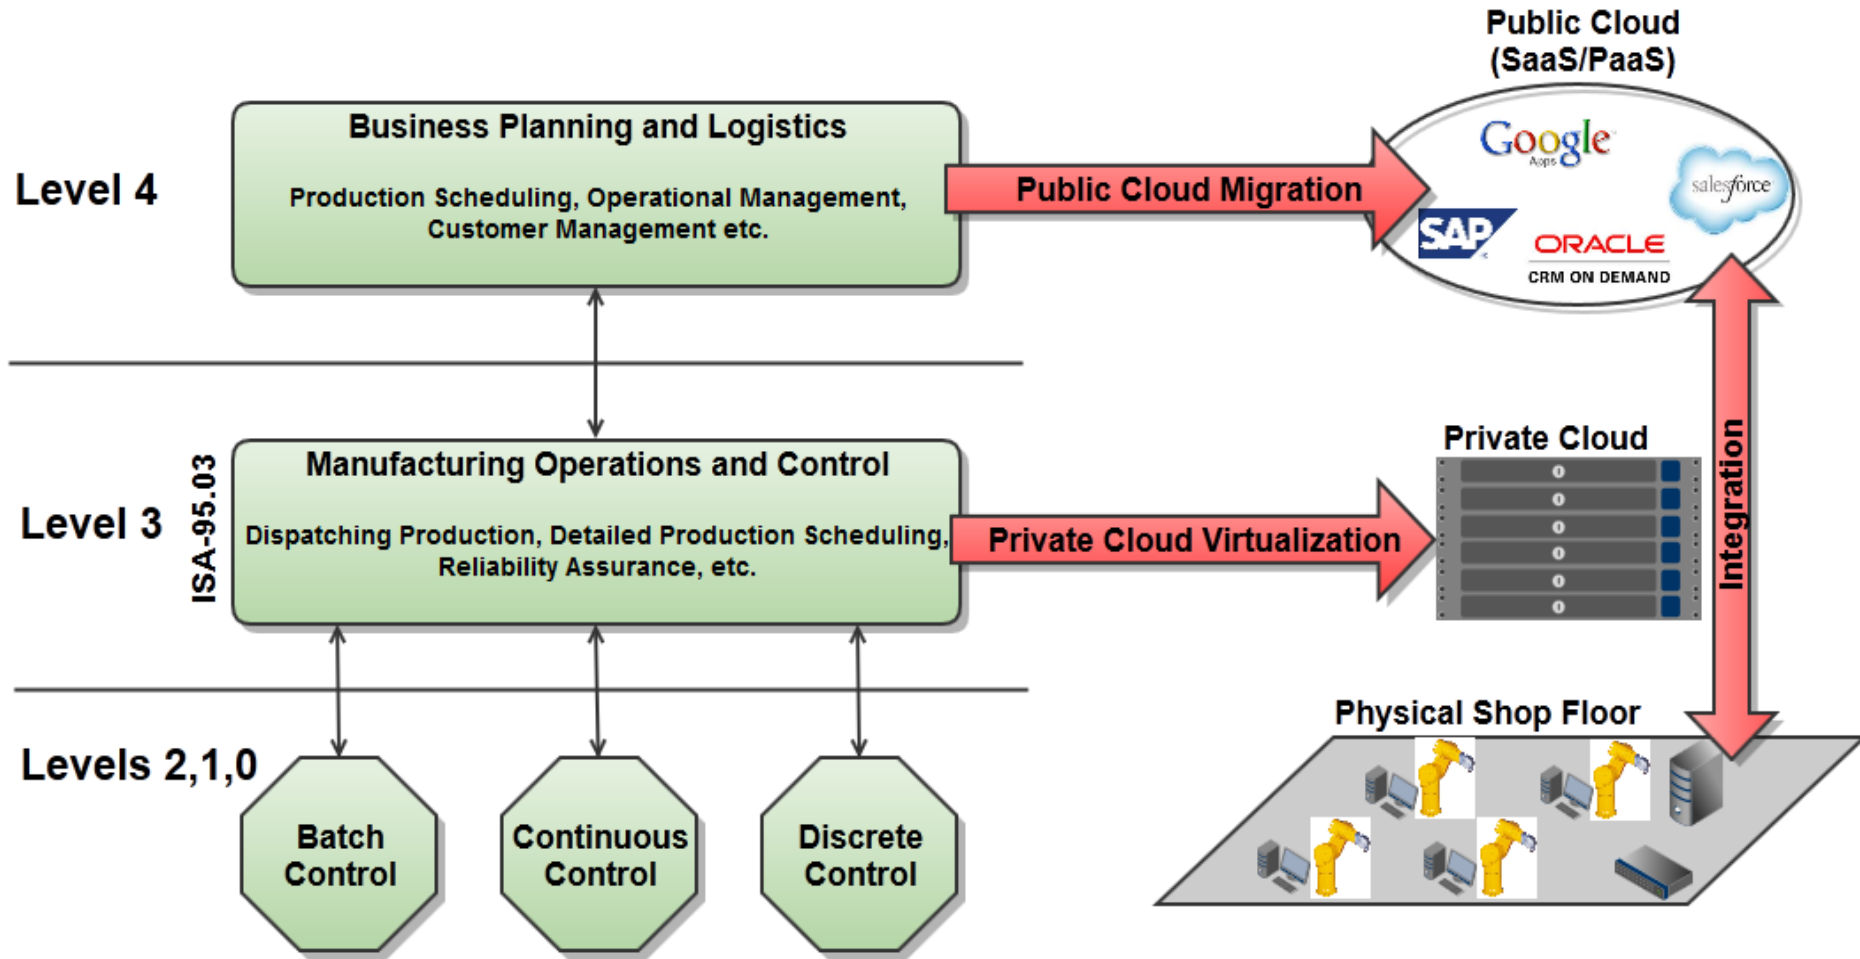 Public Cloud
(SaaS/PaaS)
Business Planning and Logistics
Production Scheduling, Operational Management,
Customer Management etc.
Level 4
Public Cloud Migration
Google
Apps
salesforce
SAP
ORACLE
CRM ON DEMAND
Manufacturing Operations and Control
Dispatching Production, Detailed Production Scheduling,
Reliability Assurance, etc.
Level 3
ISA-95.03
Private Cloud Virtualization
Private Cloud
Integration
Levels 2,1,0
Batch
Control
Continuous
Control
Discrete
Control
Physical Shop Floor